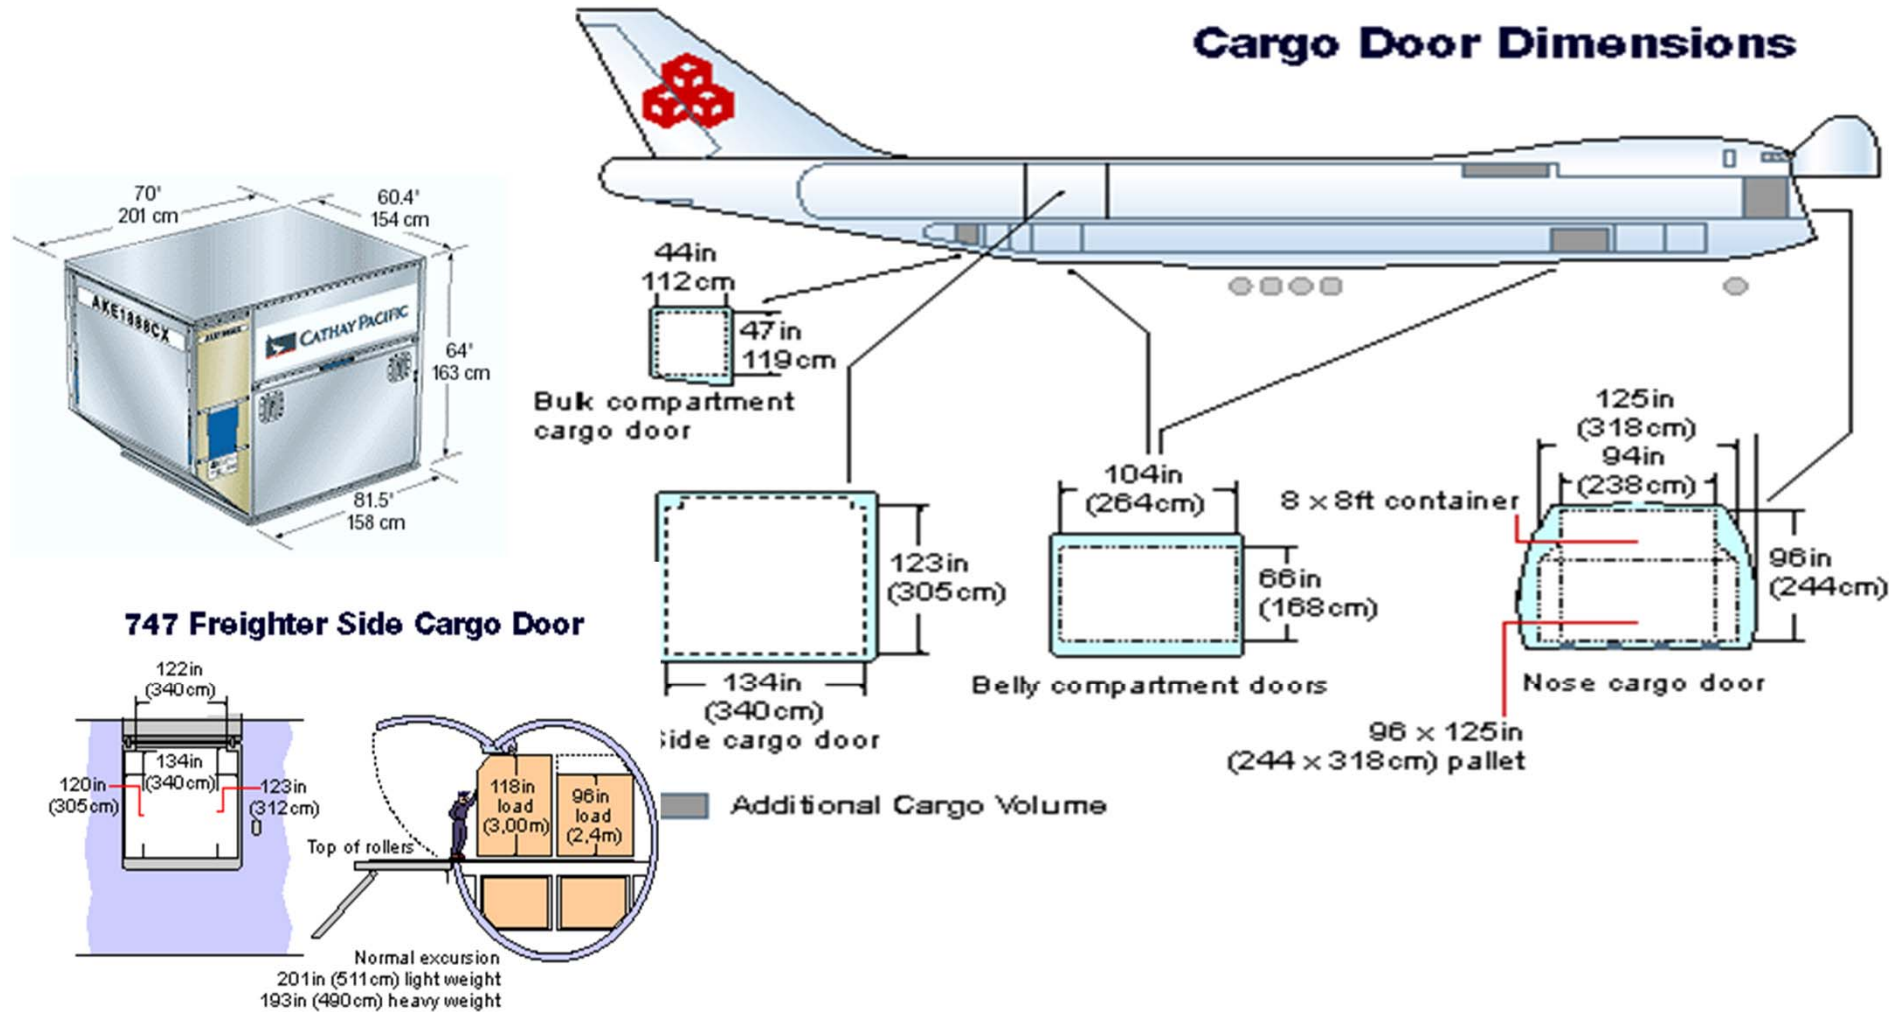 Cargo Door Dimensions
70'
201 cm
60.4'
154 cm
AKE1888CX
CATHAY PACIFIC
64'
163 cm
81.5'
158 cm
44in
112cm
47in
119cm
Bulk compartment
cargo door
123in
(305cm)
134in
(340cm)
ide cargo door
104in
(264cm)
66in
(168cm)
Belly compartment doors
125in
(318cm)
94in
(238cm)
8 x 8ft container
96in
(244cm)
Nose cargo door
96 x 125in
(244 x 318cm) pallet
Additional Cargo Volume
747 Freighter Side Cargo Door
122in
(340cm)
134in
(340cm)
120in
(305cm)
123in
(312cm)
118in
load
(3,00m)
96in
load
(2,4m)
Top of rollers
Normal excursion
201in (511cm) light weight
193in (490cm) heavy weight